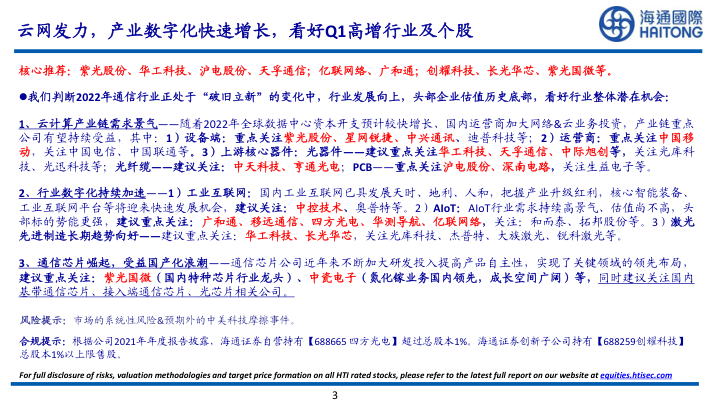 云网发力，产业数字化快速增长，看好Q1高增行业及个股
海通國際
HAITONG
核心推荐：紫光股份、华工科技、沪电股份、天孚通信；亿联网络、广和通；创耀科技、长光华芯、紫光国微等。
●我们判断2022年通信行业正处于“破旧立新”的变化中，行业发展向上，头部企业估值历史底部，看好行业整体潜在机会：
1、云计算产业链需求景气——随着2022年全球数据中心资本开支预计较快增长，国内运营商加大网络&云业务投资，产业链重点
公司有望持续受益，其中：1）设备端：重点关注紫光股份、星网锐捷、中兴通讯、迪普科技等；2）运营商：重点关注中国移
动，关注中国电信、中国联通等。3）上游核心器件：光器件——建议重点关注华工科技、天孚通信、中际旭创等，关注光库科
技、光迅科技等；光纤缆——建议关注：中天科技、亨通光电；PCB——重点关注沪电股份、深南电路，关注生益电子等。
2、行业数字化持续加速——1）工业互联网：国内工业互联网已具发展天时、地利、人和，把握产业升级红利，核心智能装备、
工业互联网平台等将迎来快速发展机会，建议关注：中控技术、奥普特等。2）AIoT：AIoT行业需求持续高景气、估值尚不高，头
部标的势能更强，建议重点关注：广和通、移远通信、四方光电、华测导航、亿联网络，关注：和而泰、拓邦股份等。3）激光
先进制造长期趋势向好——建议重点关注：华工科技、长光华芯，关注光库科技、杰普特、大族激光、锐科激光等。
3、通信芯片崛起，受益国产化浪潮——通信芯片公司近年来不断加大研发投入提高产品自主性，实现了关键领域的领先布局，
建议重点关注：紫光国微（国内特种芯片行业龙头）、中瓷电子（氮化镓业务国内领先，成长空间广阔）等，同时建议关注国内
基带通信芯片、接入端通信芯片、光芯片相关公司。
风险提示：市场的系统性风险&预期外的中美科技摩擦事件。
合规提示：根据公司2021年年度报告披露，海通证券自营持有【688665 四方光电】超过总股本1%。海通证券创新子公司持有【688259创耀科技】
总股本1%以上限售股。
For full disclosure of risks, valuation methodologies and target price formation on all HTI rated stocks, please refer to the latest full report on our website at equities.htisec.com
3